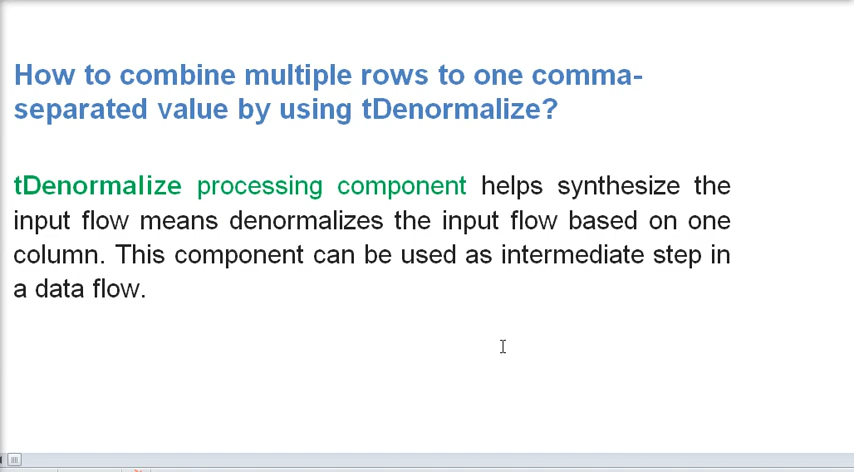 How to combine multiple rows to one comma-
separated value by using tDenormalize?
tDenormalize processing component helps synthesize the
input flow means denormalizes the input flow based on one
column. This component can be used as intermediate step in
a data flow.